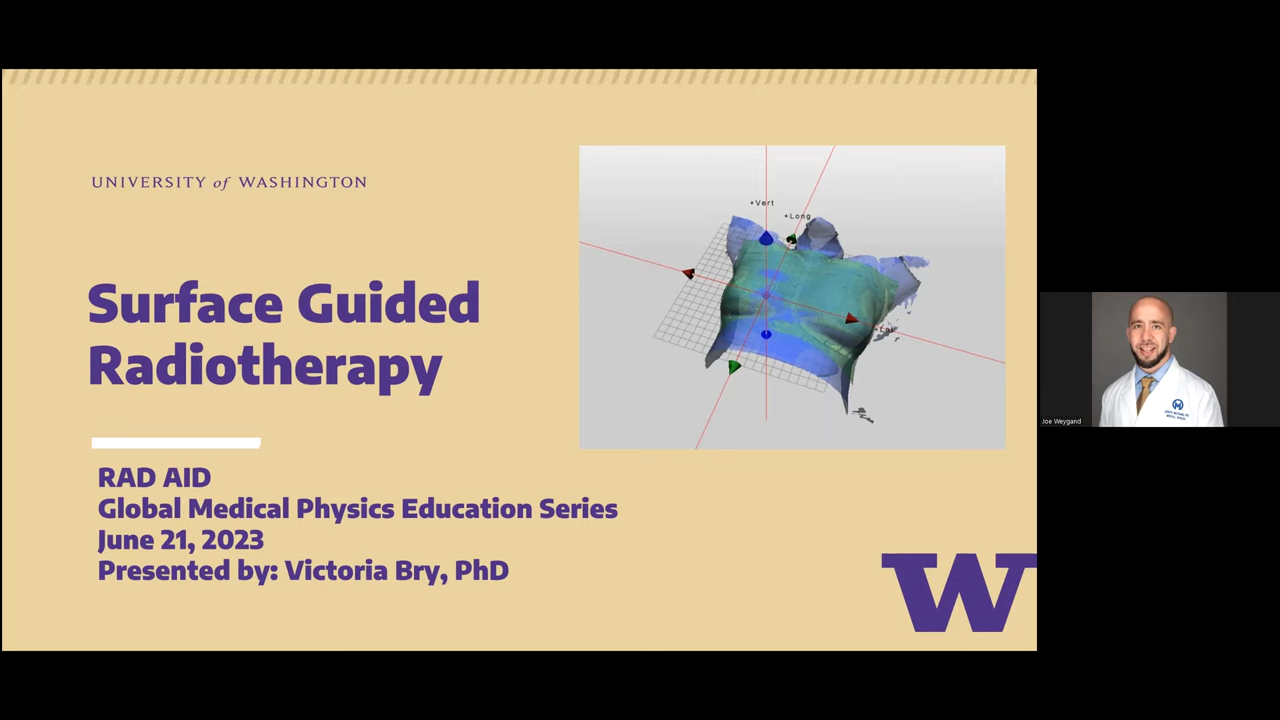 UNIVERSITY of WASHINGTON
+Vert
+Long
Surface Guided
Radiotherapy
RAD AID
Global Medical Physics Education Series
June 21, 2023
Presented by: Victoria Bry, PhD
W
Joe Weygand